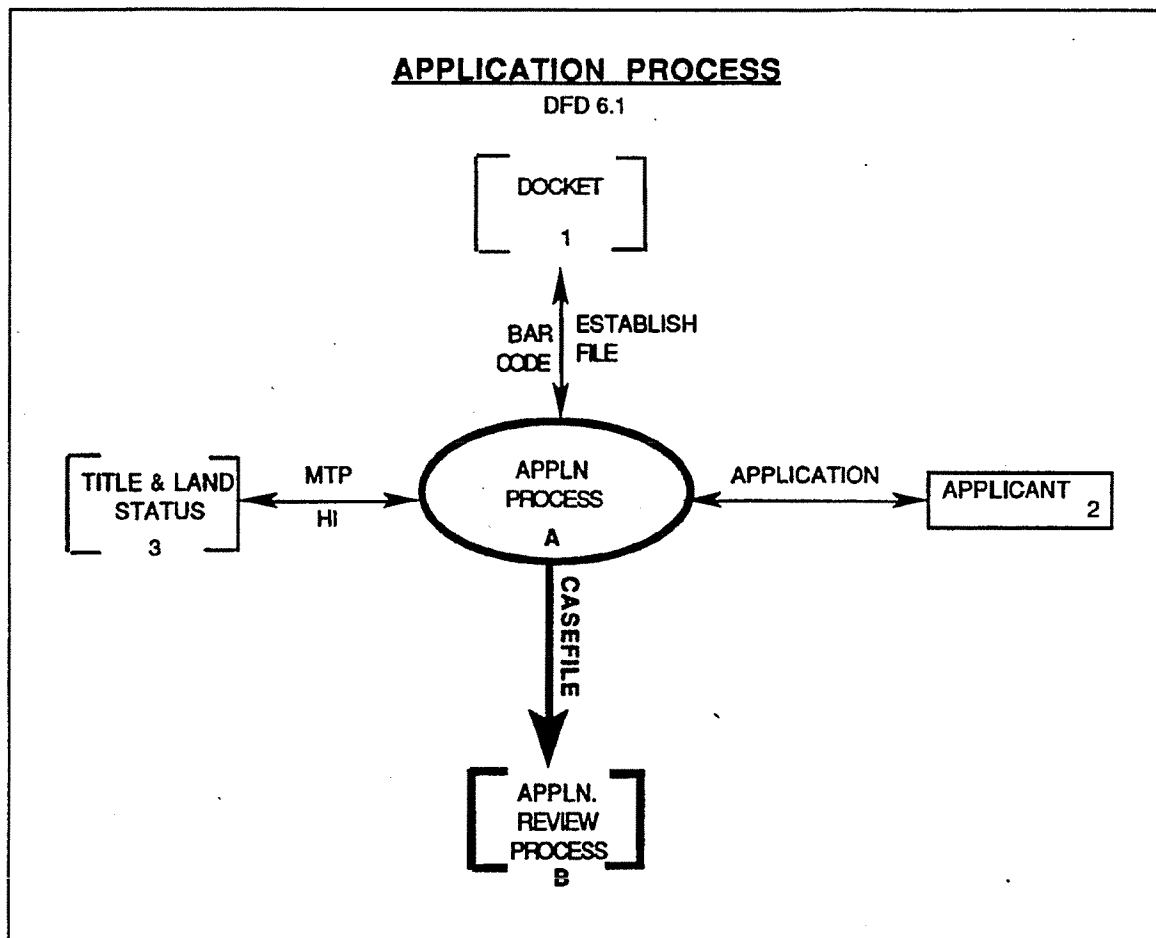 APPLICATION PROCESS
DFD 6.1
DOCKET
1
BAR
CODE
ESTABLISH
FILE
TITLE & LAND
STATUS
3
MTP
HI
APPLN
PROCESS
A
APPLICATION
APPLICANT
2
CASEFILE
APPLN.
REVIEW
PROCESS
B